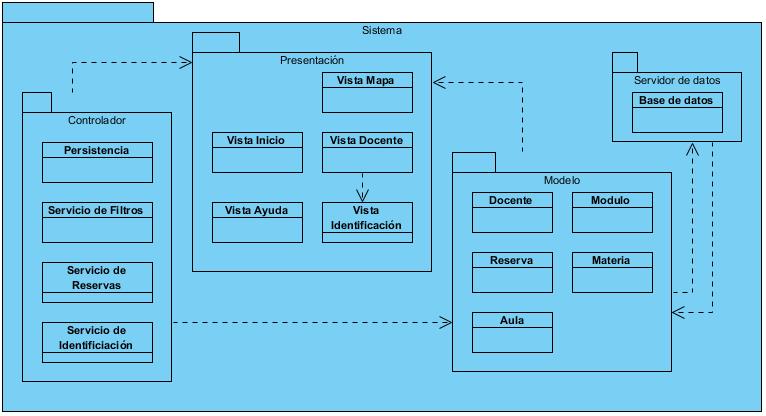 Sistema
Controlador
Persistencia
Servicio de Filtros
Servicio de
Reservas
Servicio de
Identificiación
Presentación
Vista Mapa
Vista Inicio
Vista Docente
Vista Ayuda
Vista
Identificación
Modelo
Docente
Modulo
Reserva
Materia
Aula
Servidor de datos
Base de datos